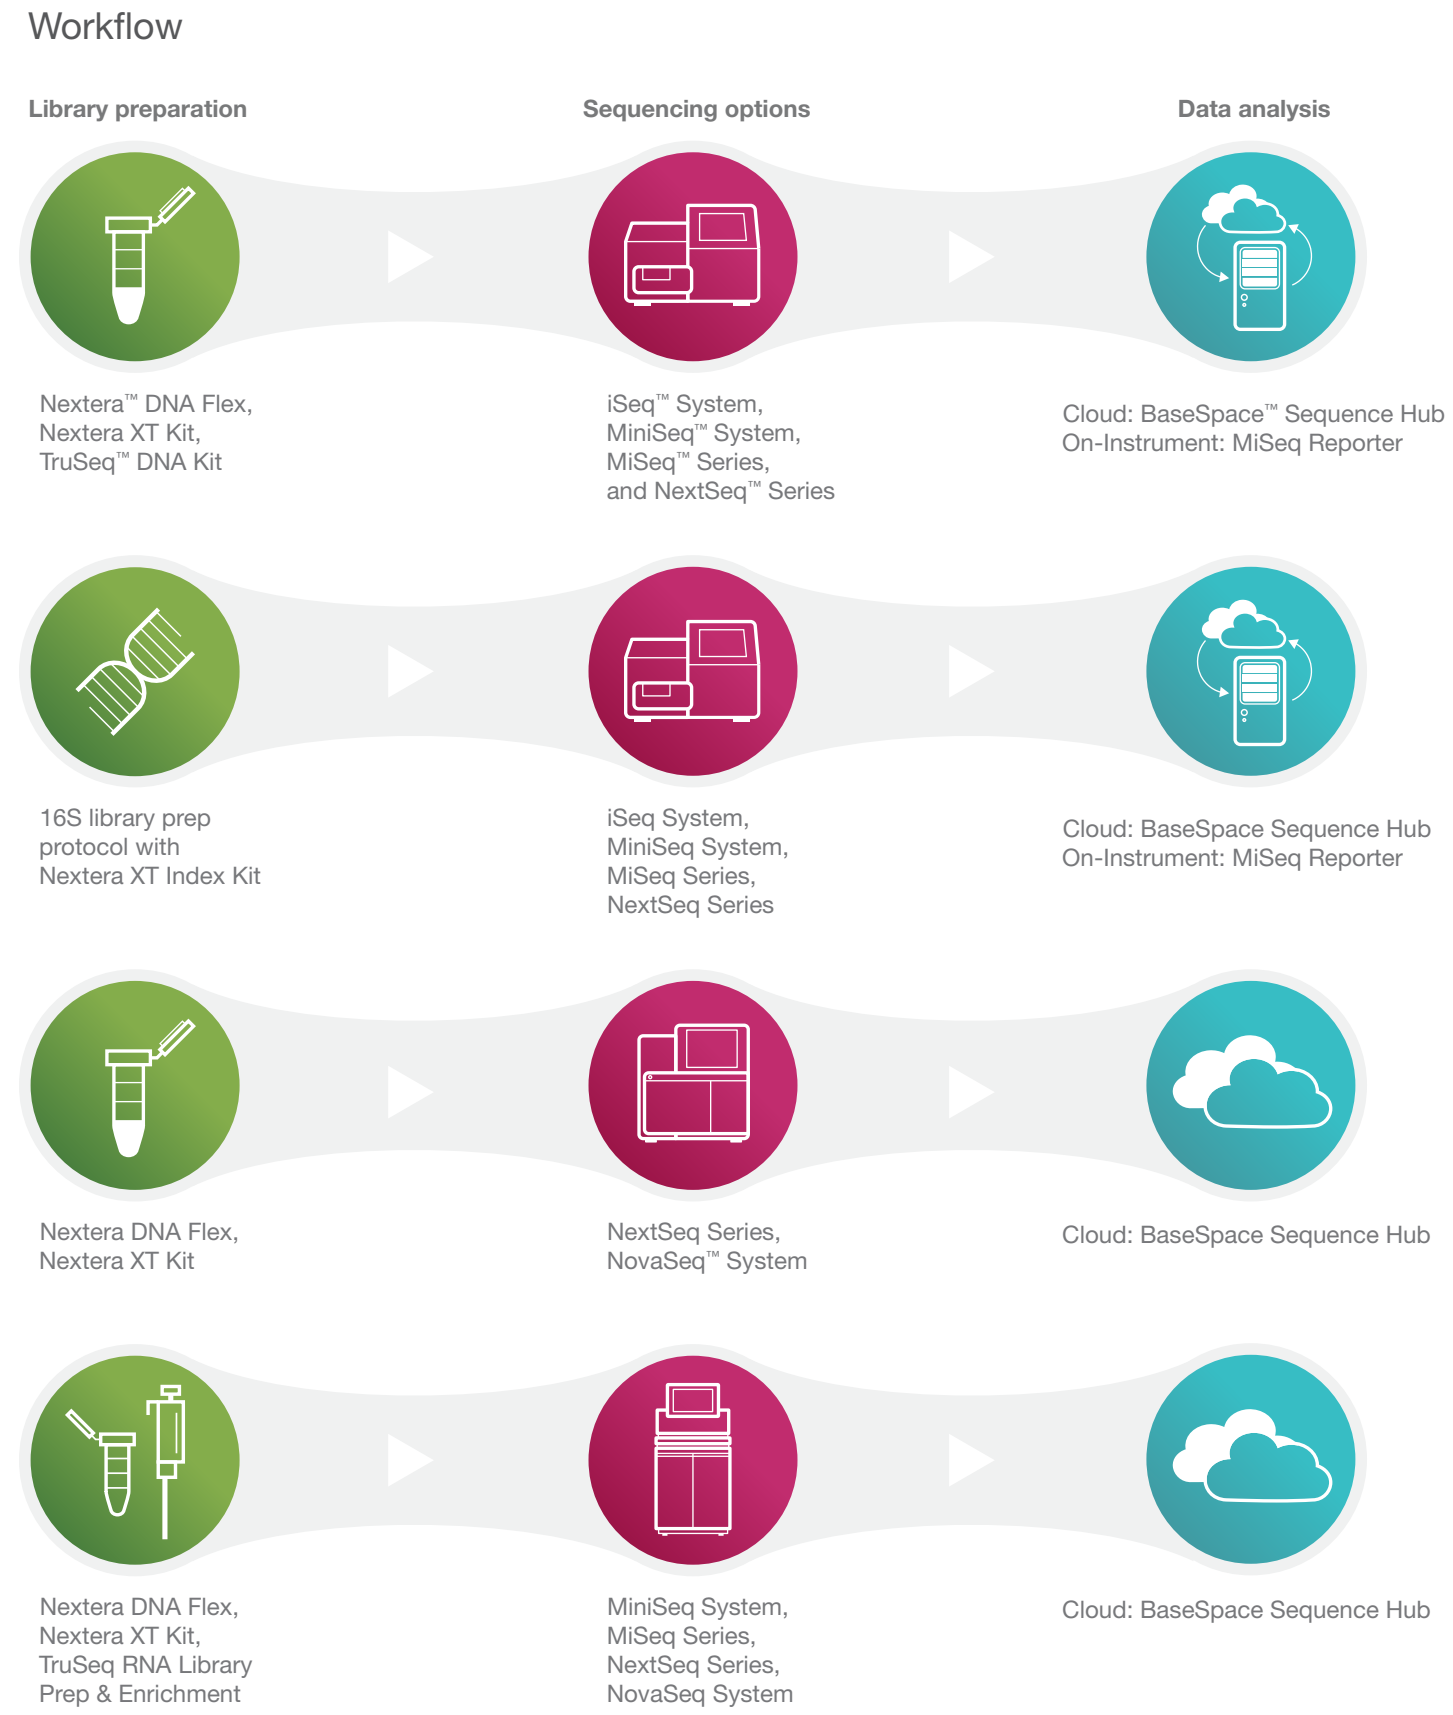 Workflow
Library preparation
Sequencing options
Data analysis
Nextera™ DNA Flex,
Nextera XT Kit,
TruSeq™ DNA Kit
iSeq™ System,
MiniSeq™ System,
MiSeq™ Series,
and NextSeq™ Series
Cloud: BaseSpace™ Sequence Hub
On-Instrument: MiSeq Reporter
16S library prep
protocol with
Nextera XT Index Kit
iSeq System,
MiniSeq System,
MiSeq Series,
NextSeq Series
Cloud: BaseSpace Sequence Hub
On-Instrument: MiSeq Reporter
Nextera DNA Flex,
Nextera XT Kit
NextSeq Series,
NovaSeq™ System
Cloud: BaseSpace Sequence Hub
Nextera DNA Flex,
Nextera XT Kit,
TruSeq RNA Library
Prep & Enrichment
MiniSeq System,
MiSeq Series,
NextSeq Series,
NovaSeq System
Cloud: BaseSpace Sequence Hub